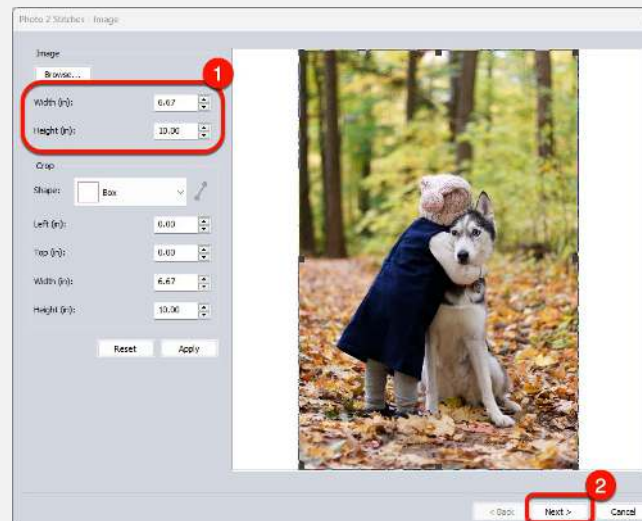 Photo 2 Stitches - Image
Image
Browse...
1
Width (in): 6.67
Height (in): 10.00
Crop
Shape: Box
Left (in): 0.00
Top (in): 0.00
Width (in): 6.67
Height (in): 10.00
Reset Apply
2
< Back Next > Cancel